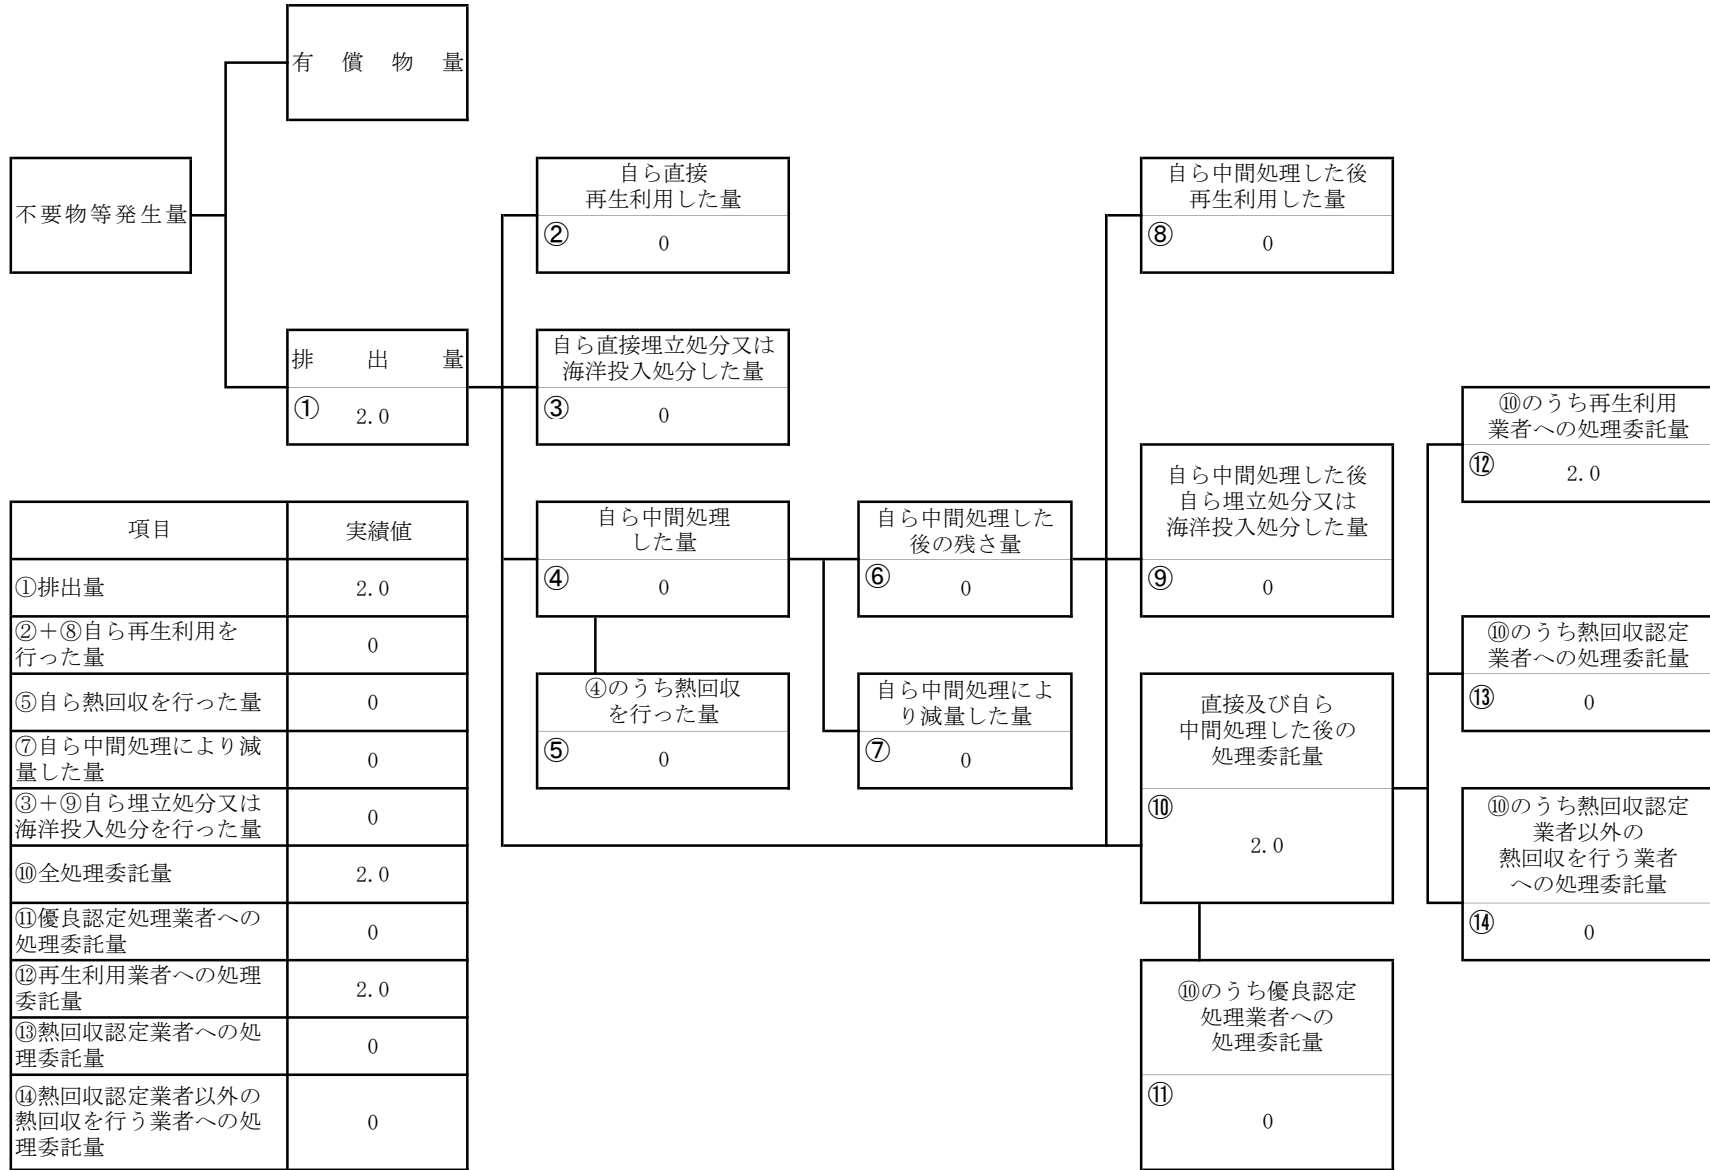 有償物量
不要物等発生量
排出量
① 2.0
自ら直接
再生利用した量
② 0
自ら直接埋立処分又は
海洋投入処分した量
③ 0
自ら中間処理
した量
④ 0
④のうち熱回収
を行った量
⑤ 0
自ら中間処理した
後の残さ量
⑥ 0
自ら中間処理によ
り減量した量
⑦ 0
自ら中間処理した後
再生利用した量
⑧ 0
自ら中間処理した後
自ら埋立処分又は
海洋投入処分した量
⑨ 0
直接及び自ら
中間処理した後の
処理委託量
⑩
2.0
⑩のうち優良認定
処理業者への
処理委託量
⑪
0
⑩のうち再生利用
業者への処理委託量
⑫ 2.0
⑩のうち熱回収認定
業者への処理委託量
⑬ 0
⑩のうち熱回収認定
業者以外の
熱回収を行う業者
への処理委託量
⑭ 0
項目 実績値
①排出量 2.0
②+⑧自ら再生利用を
行った量 0
⑤自ら熱回収を行った量 0
⑦自ら中間処理により減
量した量 0
③+⑨自ら埋立処分又は
海洋投入処分を行った量 0
⑩全処理委託量 2.0
⑪優良認定処理業者への
処理委託量 0
⑫再生利用業者への処理
委託量 2.0
⑬熱回収認定業者への処
理委託量 0
⑭熱回収認定業者以外の
熱回収を行う業者への処
理委託量 0